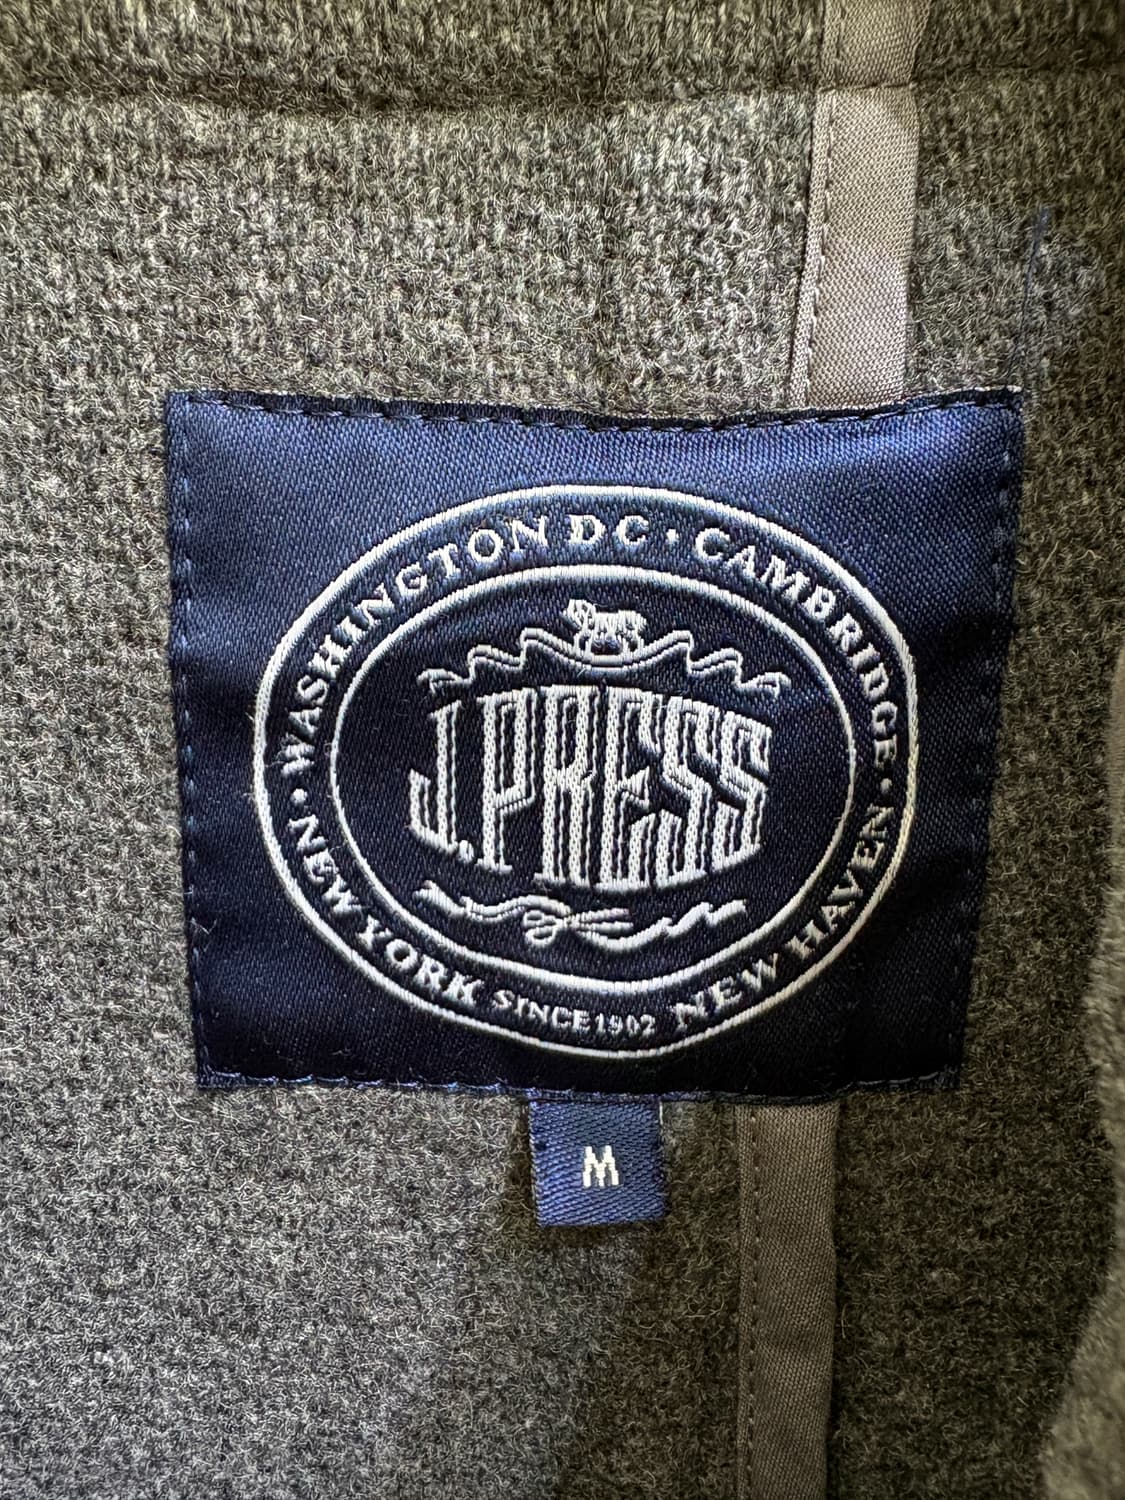 WASHINGTON DC · CAMBRIDGE ·
J.PRESS
· NEW YORK SINCE 1902 NEW HAVEN
M